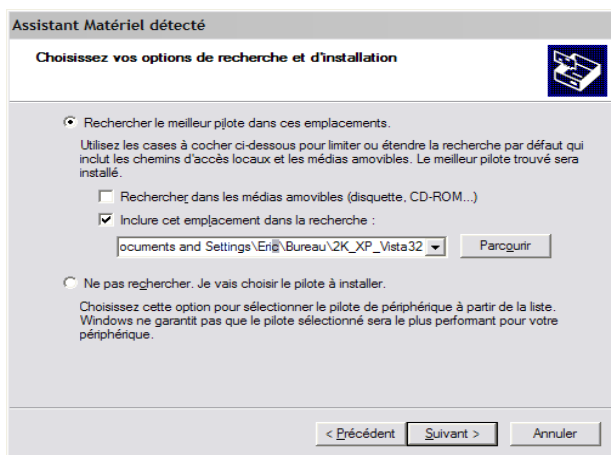 Assistant Matériel détecté
Choisissez vos options de recherche et d'installation
Rechercher le meilleur pilote dans ces emplacements.
Utilisez les cases à cocher ci-dessous pour limiter ou étendre la recherche par défaut qui
inclut les chemins d'accès locaux et les médias amovibles. Le meilleur pilote trouvé sera
installé.
Rechercher dans les médias amovibles (disquette, CD-ROM...)
Inclure cet emplacement dans la recherche :
ocuments and Settings\Eric\Bureau\2K_XP_Vista32
Parcourir
Ne pas rechercher. Je vais choisir le pilote à installer.
Choisissez cette option pour sélectionner le pilote de périphérique à partir de la liste.
Windows ne garantit pas que le pilote sélectionné sera le plus performant pour votre
périphérique.
< Précédent Suivant > Annuler